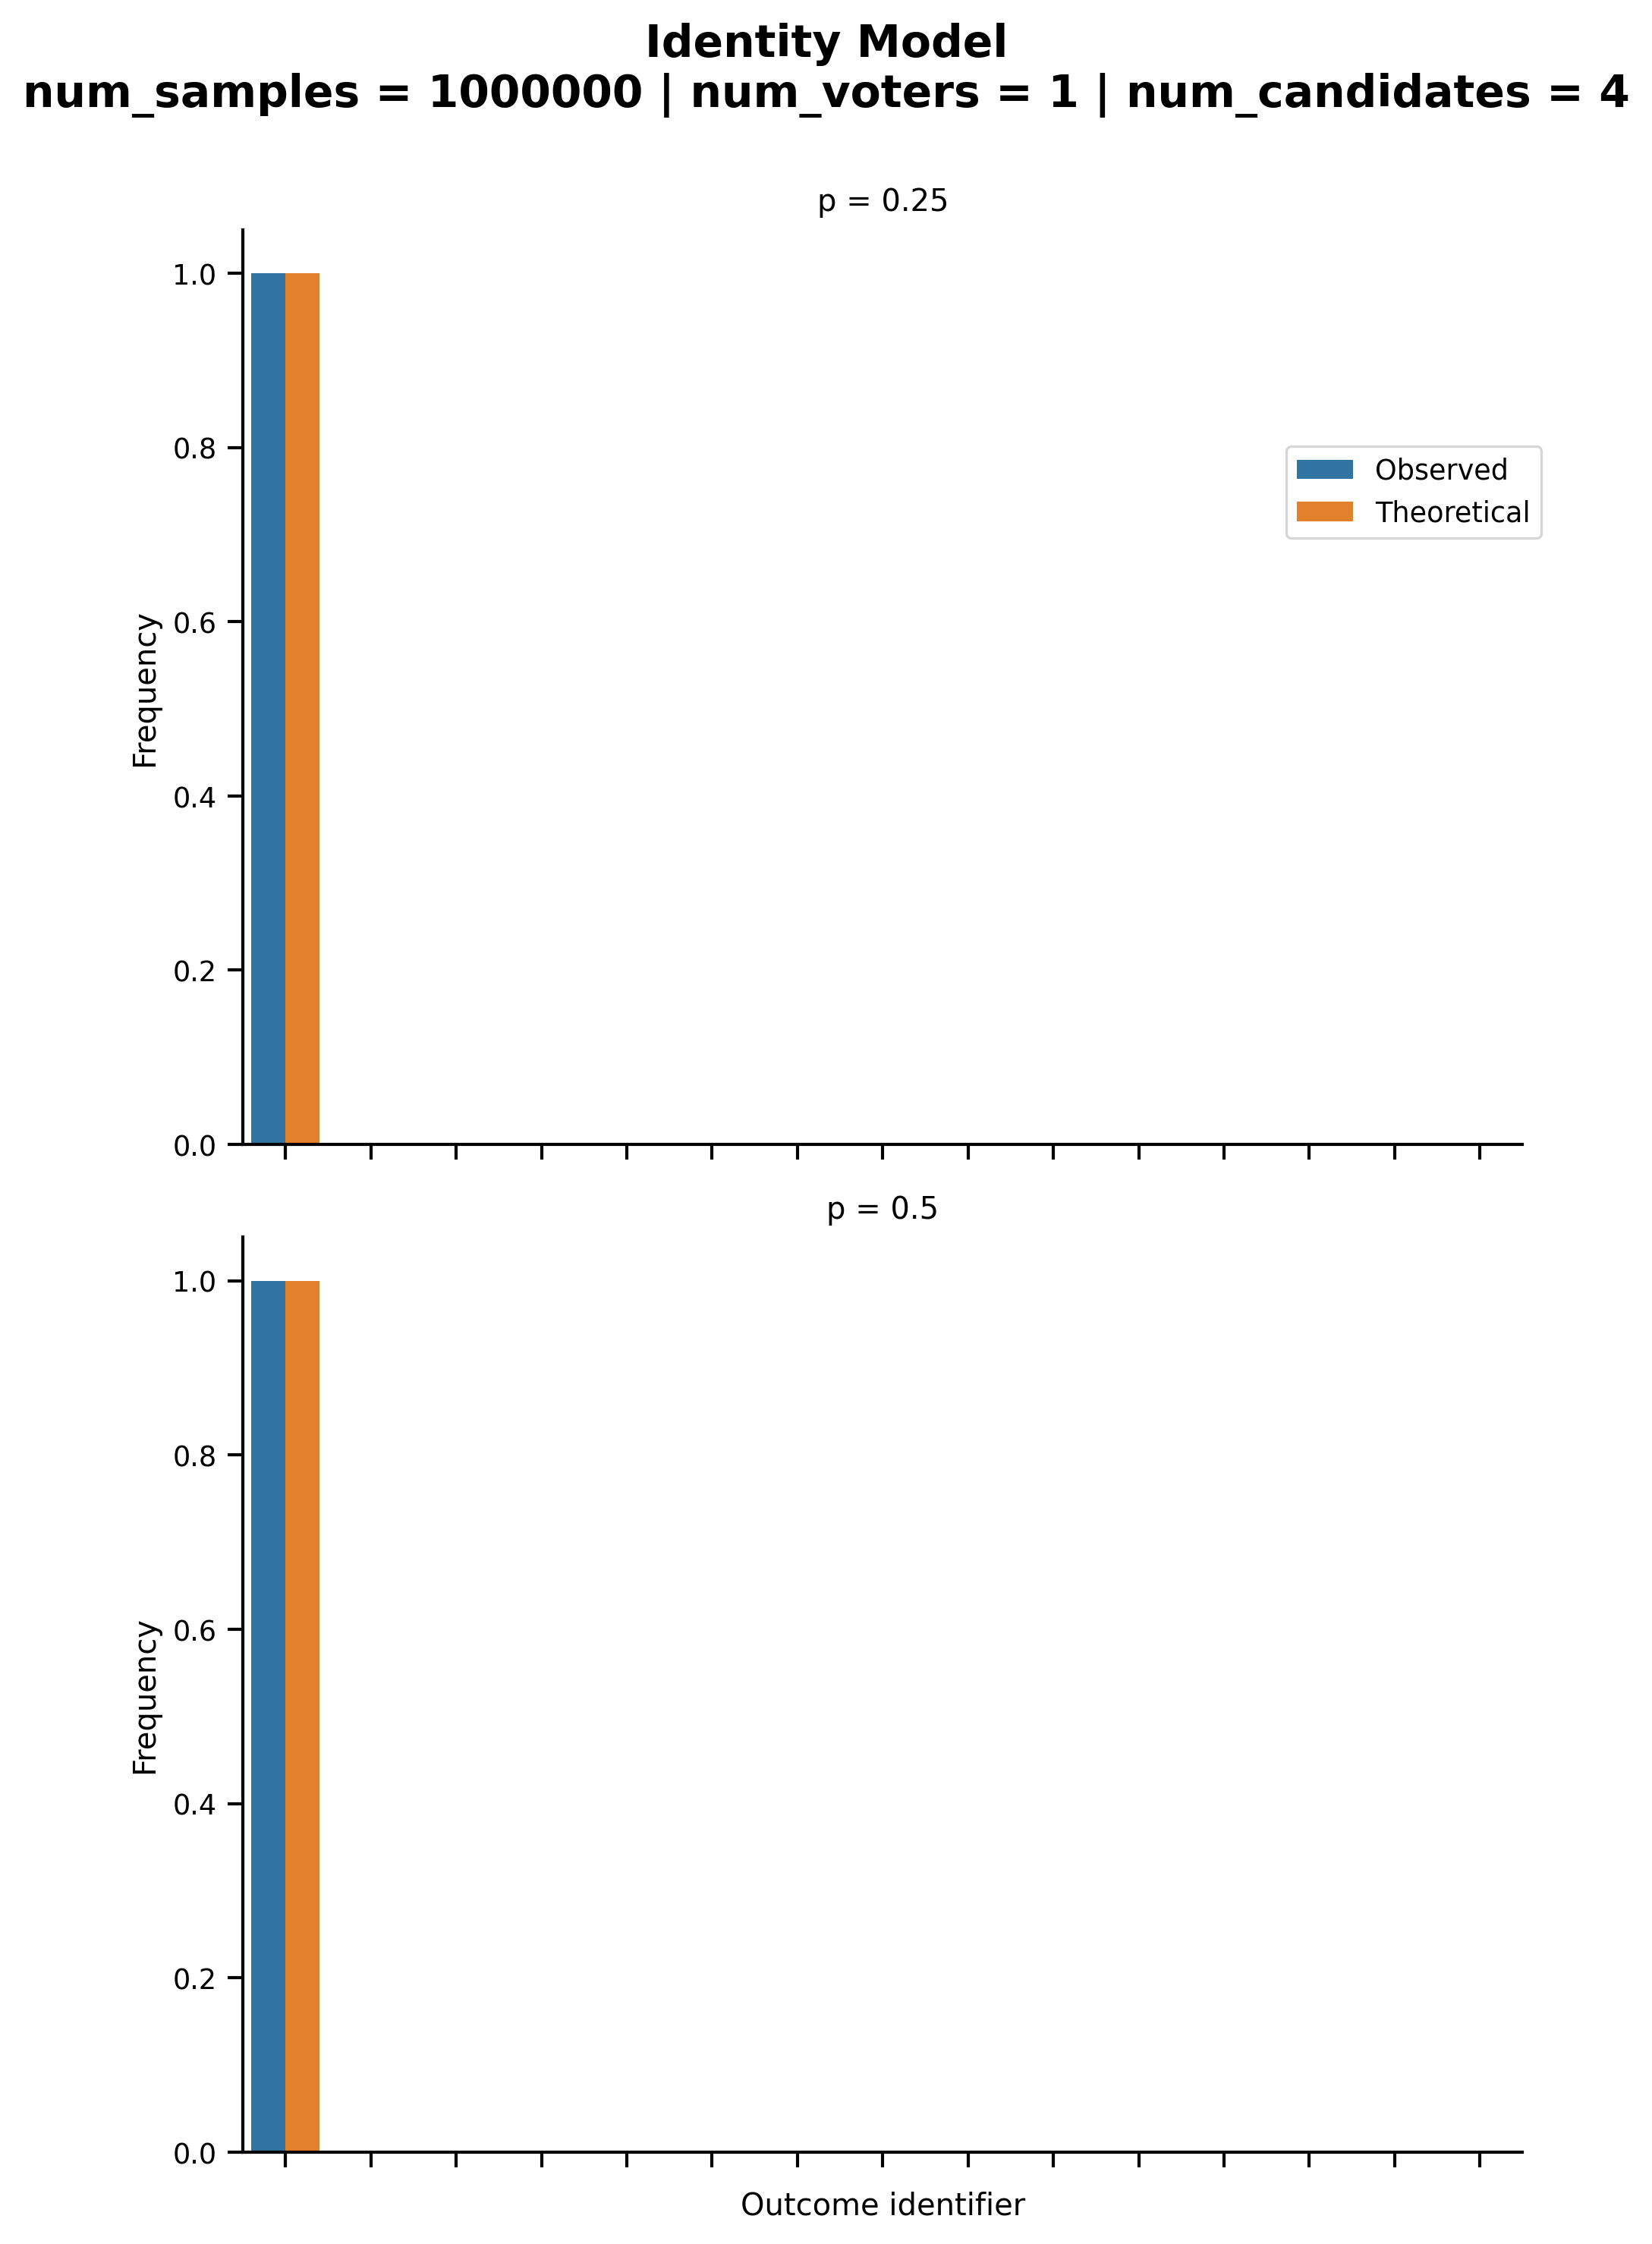 Identity Model
num_samples = 1000000 | num_voters = 1 | num_candidates = 4
p = 0.25
1.0
0.8
0.6
0.4
0.2
0.0
Frequency
Observed
Theoretical
p = 0.5
1.0
0.8
0.6
0.4
0.2
0.0
Frequency
Outcome identifier